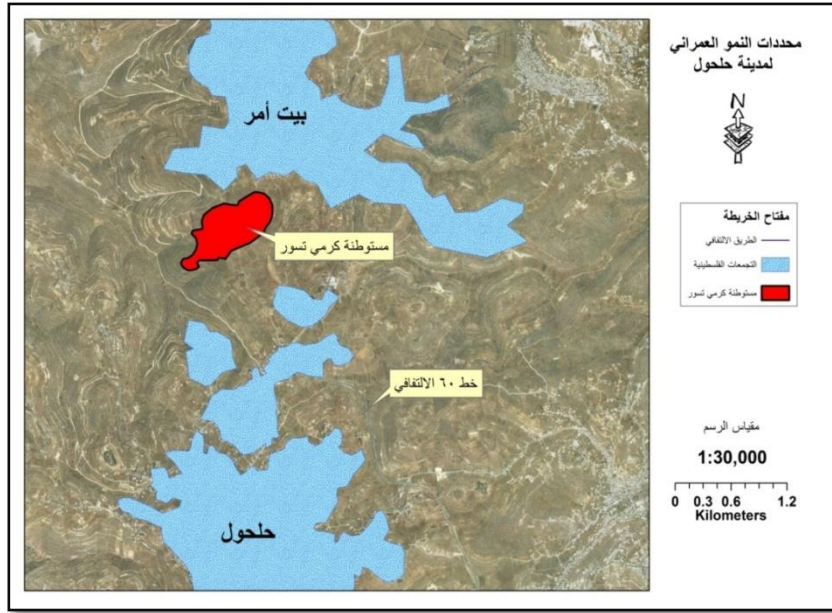 محددات النمو العمراني
لمدينة حلحول
N
مفتاح الخريطة
الطريق الالتفافي
التجمعات الفلسطينية
مستوطنة كرمي تسور
مقياس الرسم
1:30,000
0 0.3 0.6 1.2
Kilometers
بيت أمر
مستوطنة كرمي تسور
خط ٦٠ الالتفافي
حلحول